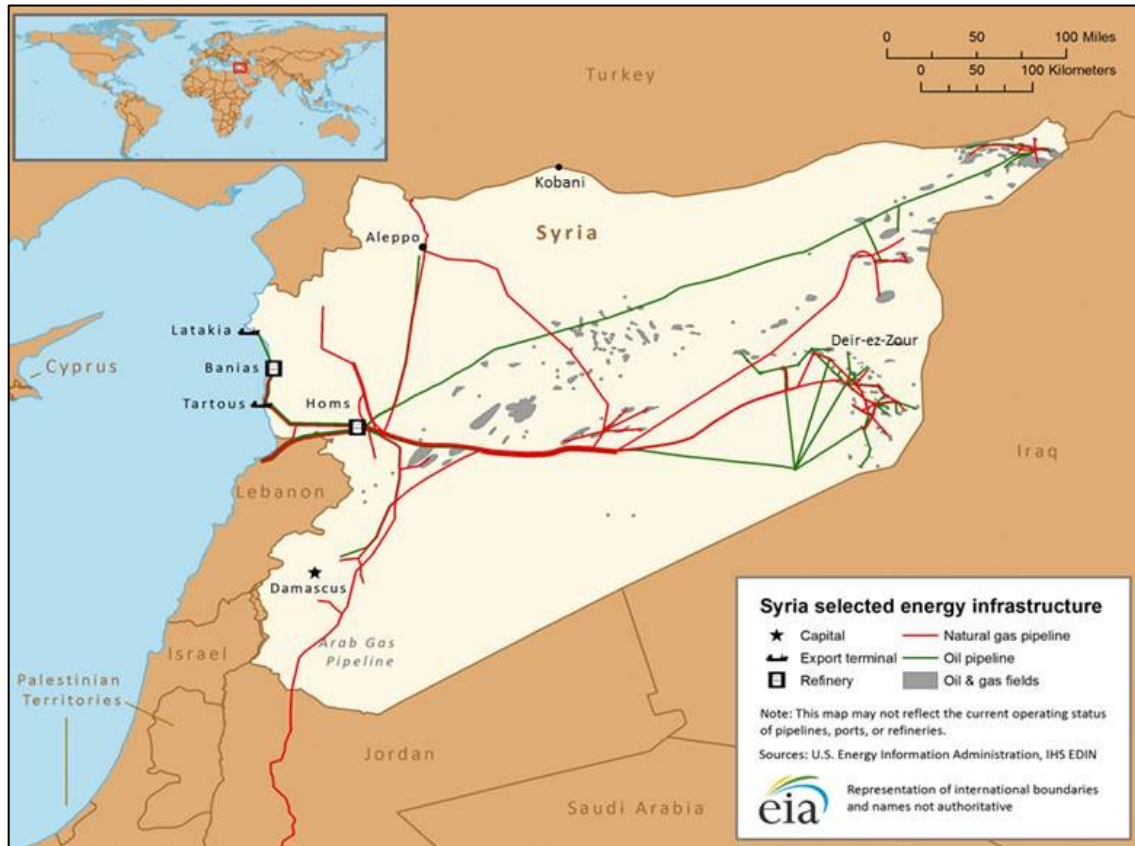 0 50 100 Miles
0 50 100 Kilometers
Turkey
Kobani
Syria
Aleppo
Latakia
Deir-ez-Zour
Cyprus
Banias
Tartous
Homs
Iraq
Lebanon
Damascus
Arab Gas
Pipeline
Israel
Palestinian
Territories
Jordan
Saudi Arabia
Syria selected energy infrastructure
Capital
Natural gas pipeline
Export terminal
Oil pipeline
Refinery
Oil & gas fields
Note: This map may not reflect the current operating status
of pipelines, ports, or refineries.
Sources: U.S. Energy Information Administration, IHS EDIN
eia
Representation of international boundaries
and names not authoritative